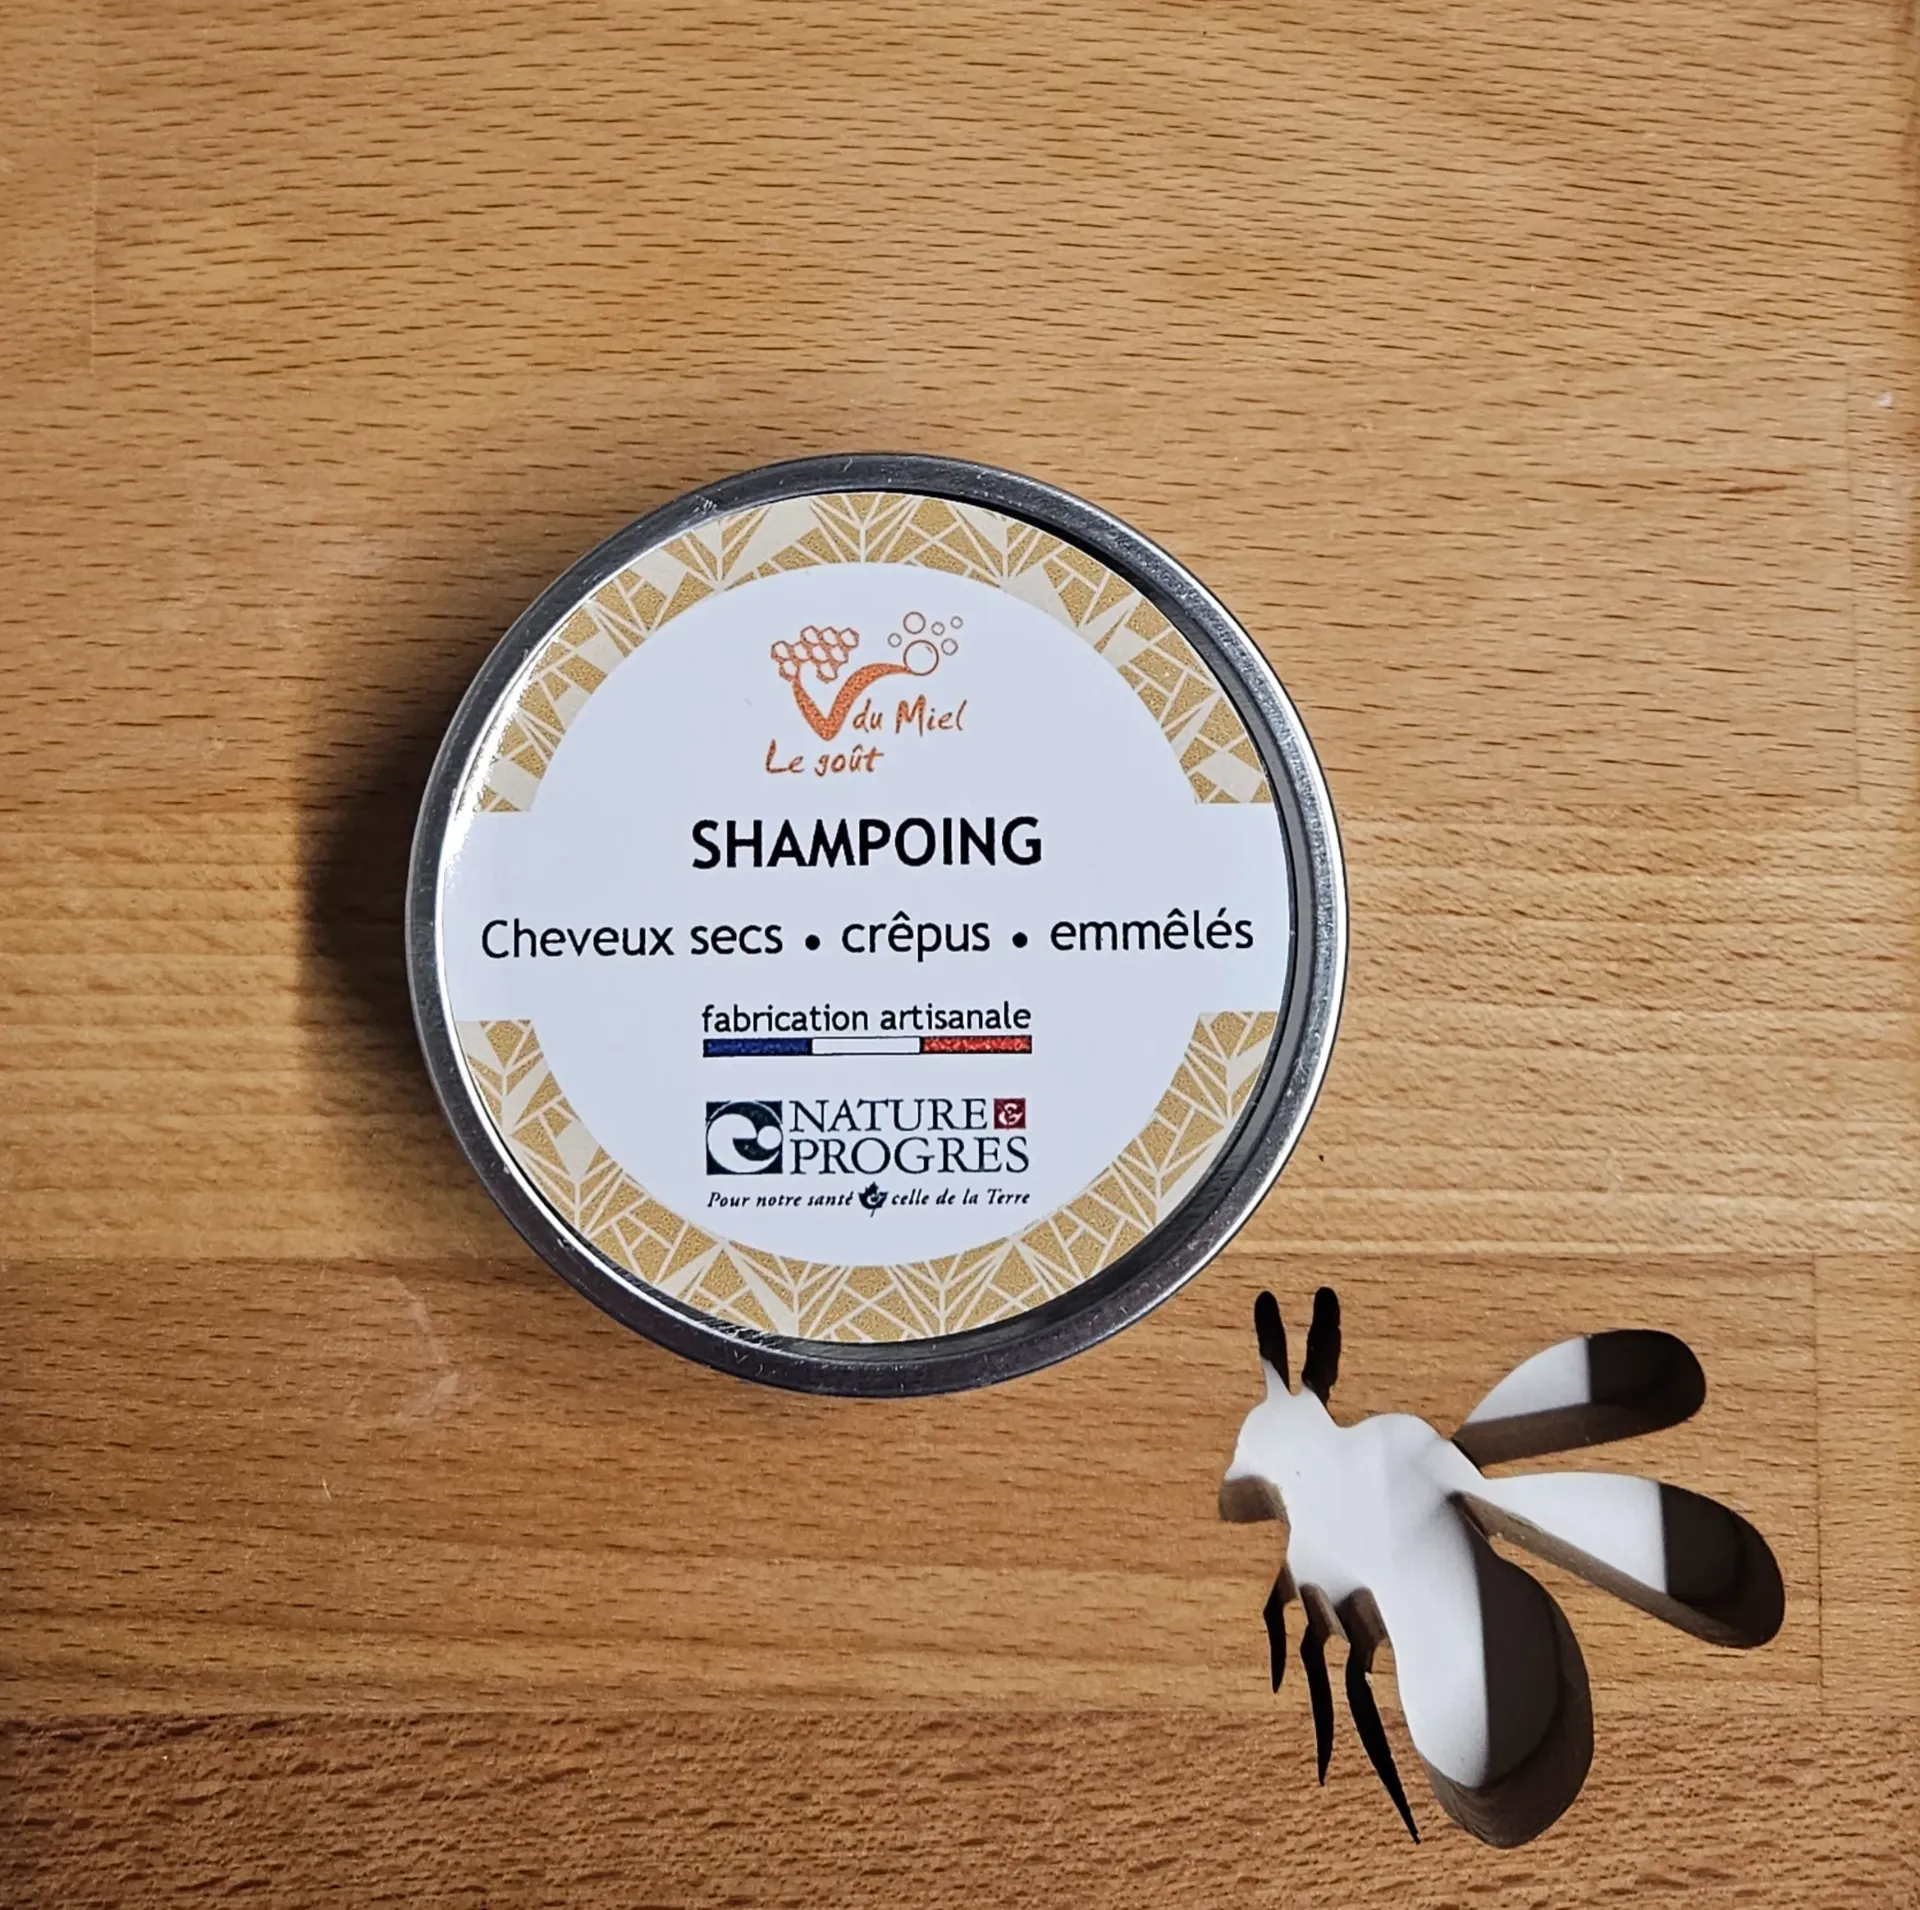 du Miel
Le goût
SHAMPOING
Cheveux secs • crêpus • emmêlés
fabrication artisanale
NATURE &
PROGRES
Pour notre santé & celle de la Terre